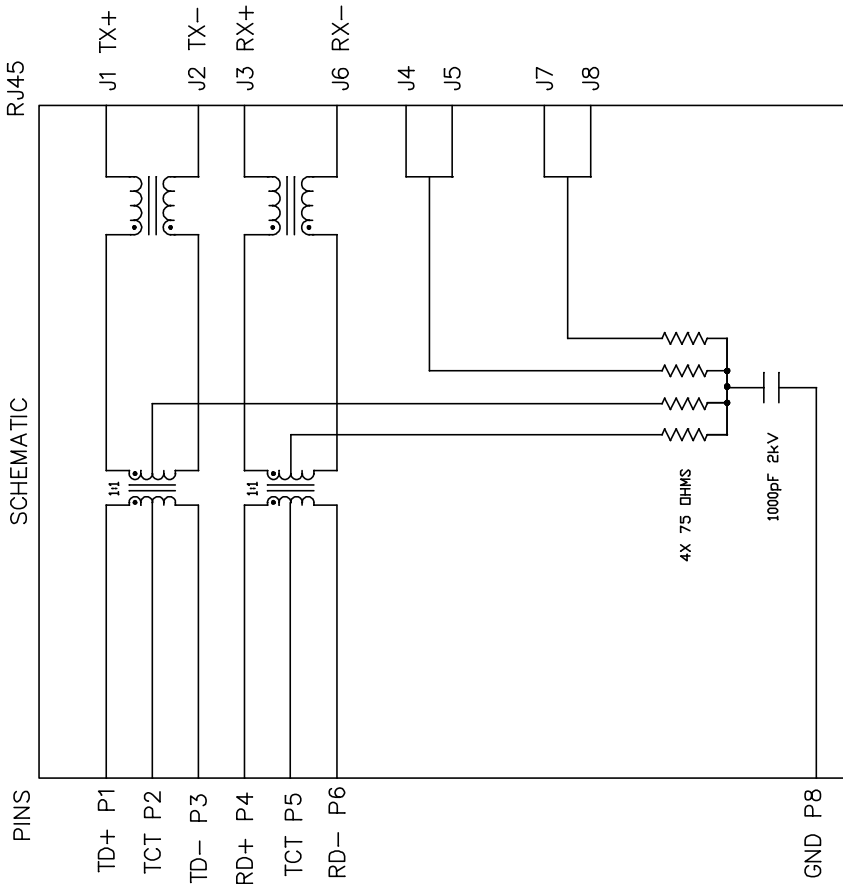 PINS
SCHEMATIC
RJ45
TD+ P1
TCT P2
TD- P3
RD+ P4
TCT P5
RD- P6
GND P8
1:1
1:1
4X 75 OHMS
1000pF 2kV
J1 TX+
J2 TX-
J3 RX+
J6 RX-
J4
J5
J7
J8